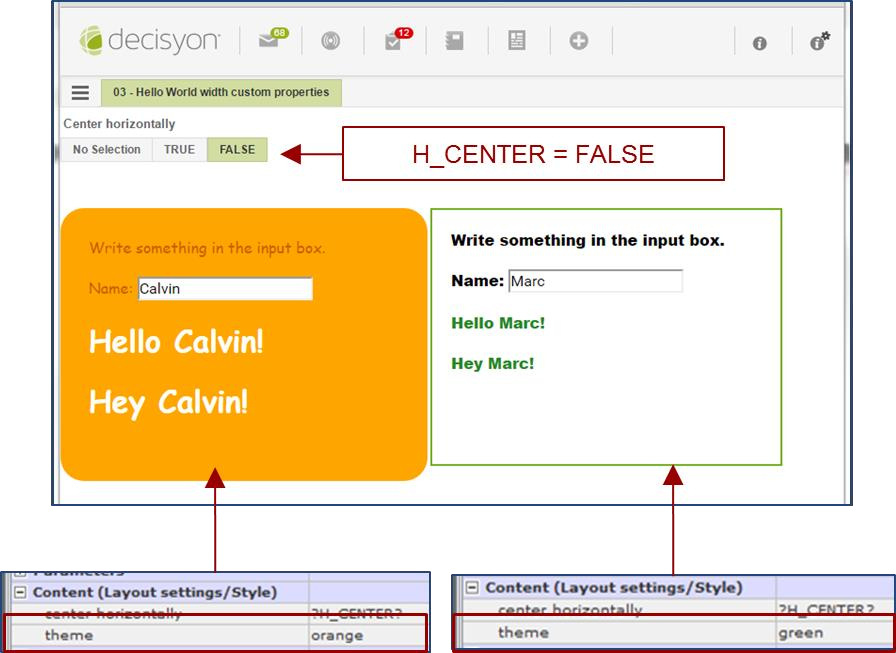 decisyon
68
12
03 - Hello World width custom properties
Center horizontally
No Selection TRUE FALSE
H_CENTER = FALSE
Write something in the input box.
Name: Calvin
Hello Calvin!
Hey Calvin!
Write something in the input box.
Name: Marc
Hello Marc!
Hey Marc!
Parameters
Content (Layout settings/Style)
center horizontally ?H_CENTER?
theme orange
Content (Layout settings/Style)
center horizontally ?H_CENTER?
theme green